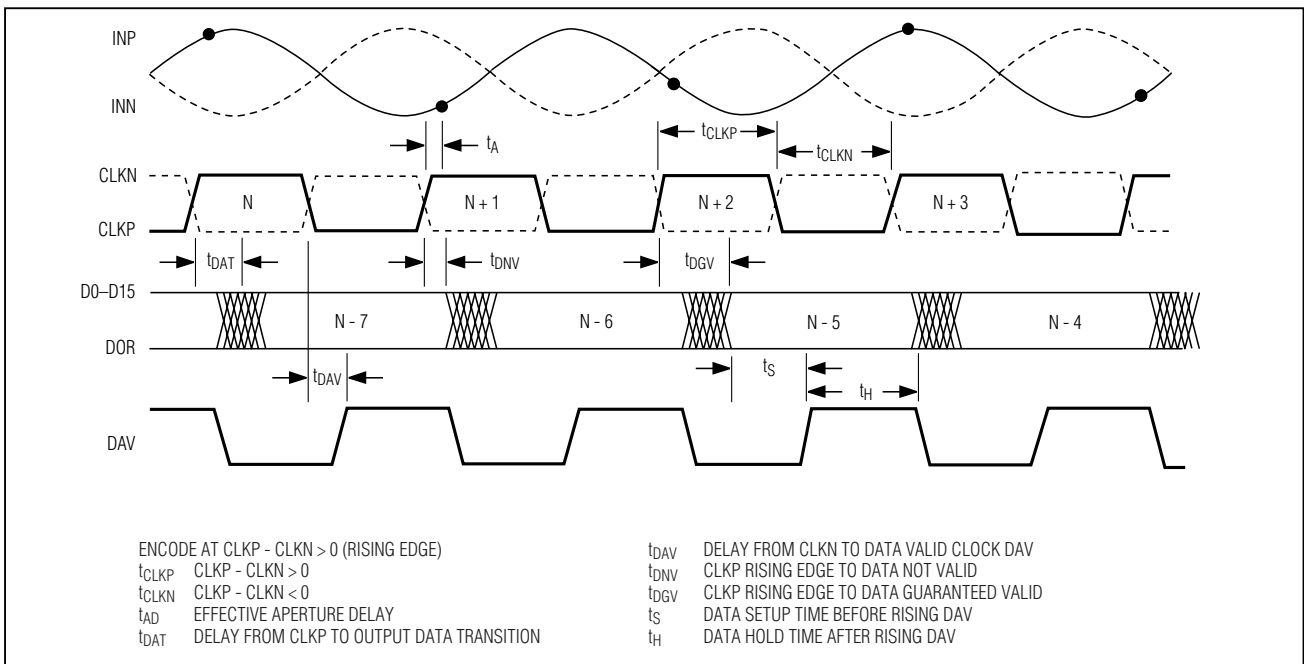 INP
INN
tA
tCLKP
tCLKN
CLKN
N
N + 1
N + 2
N + 3
CLKP
tDAT
tDNV
tDGV
D0–D15
N - 7
N - 6
N - 5
N - 4
DOR
tDAV
tS
tH
DAV
ENCODE AT CLKP - CLKN > 0 (RISING EDGE)
tCLKP CLKP - CLKN > 0
tCLKN CLKP - CLKN < 0
tAD EFFECTIVE APERTURE DELAY
tDAT DELAY FROM CLKP TO OUTPUT DATA TRANSITION
tDAV DELAY FROM CLKN TO DATA VALID CLOCK DAV
tDNV CLKP RISING EDGE TO DATA NOT VALID
tDGV CLKP RISING EDGE TO DATA GUARANTEED VALID
tS DATA SETUP TIME BEFORE RISING DAV
tH DATA HOLD TIME AFTER RISING DAV